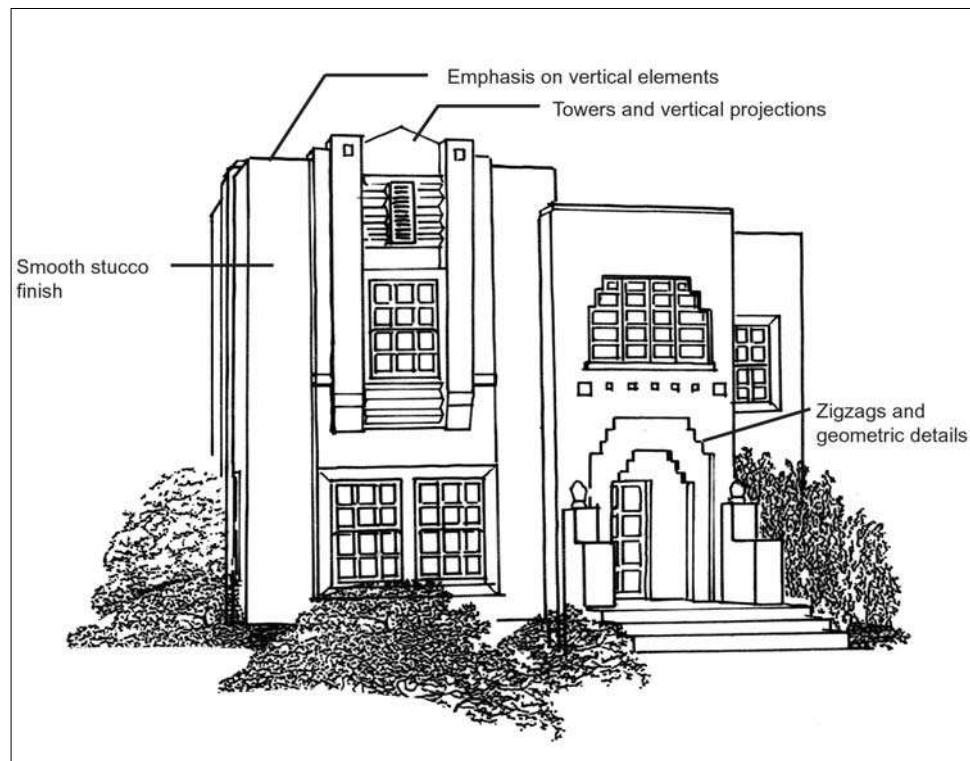 Emphasis on vertical elements
Towers and vertical projections
Smooth stucco
finish
Zigzags and
geometric details